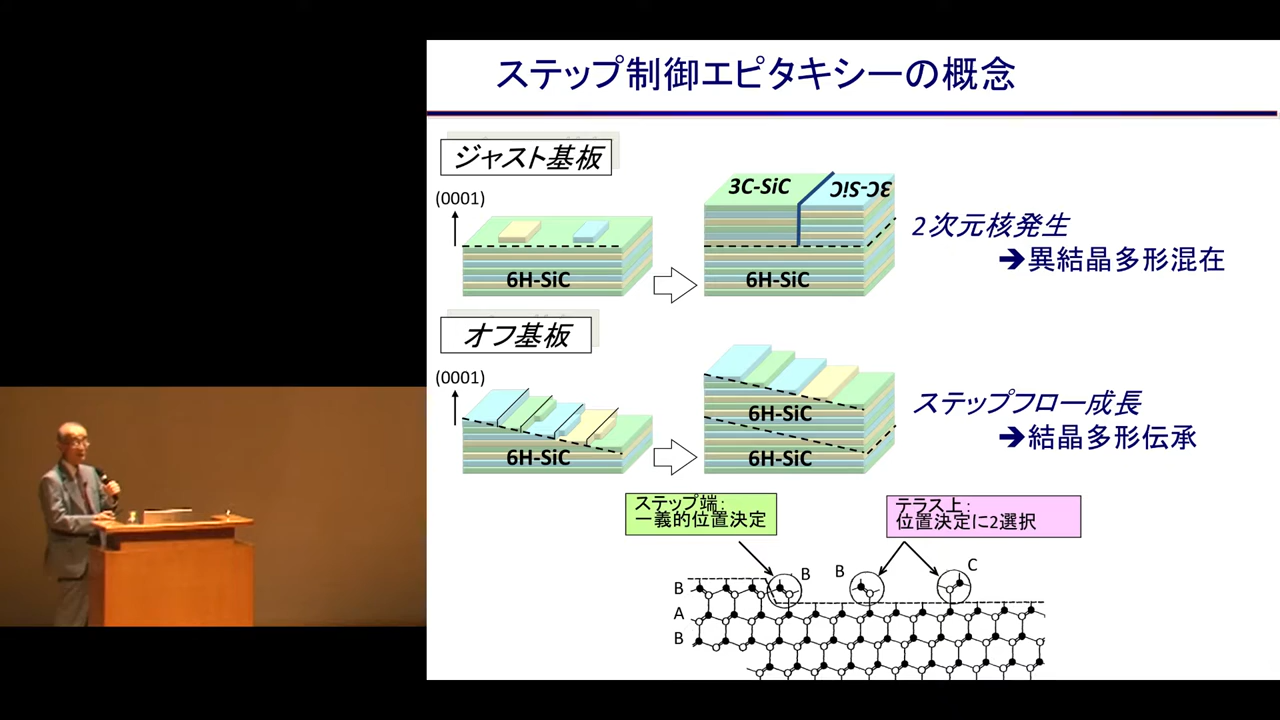 ステップ制御エピタキシーの概念
ジャスト基板
(0001)
6H-SiC
3C-SiC
3C-SiC
6H-SiC
2次元核発生
➔異結晶多形混在
オフ基板
(0001)
6H-SiC
6H-SiC
6H-SiC
ステップフロー成長
➔結晶多形伝承
ステップ端：
一義的位置決定
テラス上：
位置決定に2選択
B
B
C
B
A
B